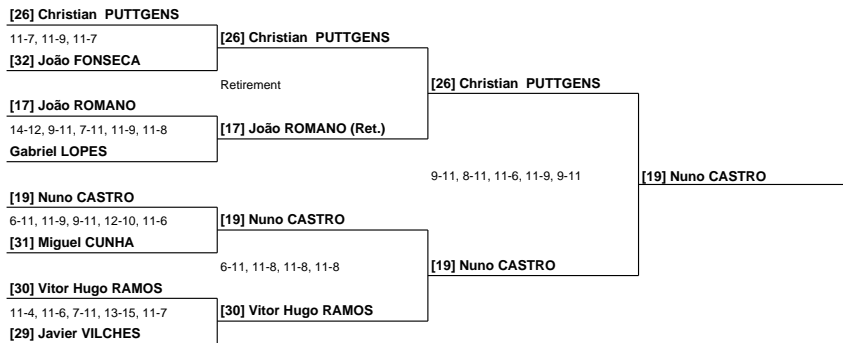 [26] Christian PUTTGENS
11-7, 11-9, 11-7
[32] João FONSECA
[26] Christian PUTTGENS
Retirement
[17] João ROMANO
14-12, 9-11, 7-11, 11-9, 11-8
Gabriel LOPES
[17] João ROMANO (Ret.)
[26] Christian PUTTGENS
9-11, 8-11, 11-6, 11-9, 9-11
[19] Nuno CASTRO
[19] Nuno CASTRO
6-11, 11-9, 9-11, 12-10, 11-6
[31] Miguel CUNHA
[19] Nuno CASTRO
6-11, 11-8, 11-8, 11-8
[19] Nuno CASTRO
[30] Vitor Hugo RAMOS
11-4, 11-6, 7-11, 13-15, 11-7
[29] Javier VILCHES
[30] Vitor Hugo RAMOS